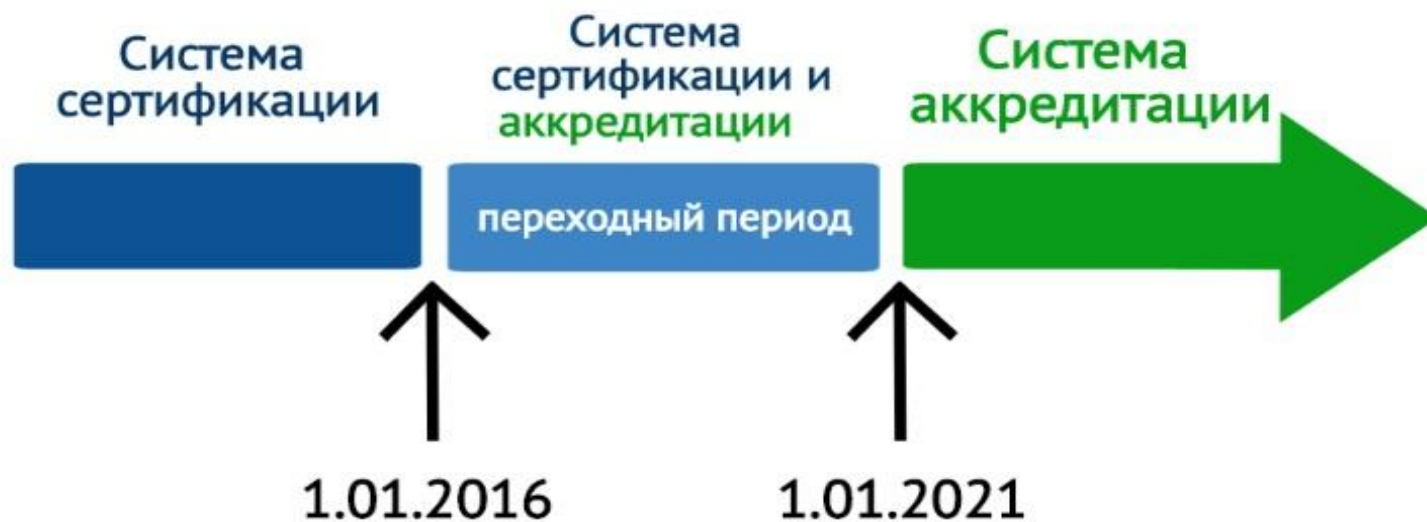 Система
сертификации
Система
сертификации и
аккредитации
Система
аккредитации
переходный период
1.01.2016
1.01.2021